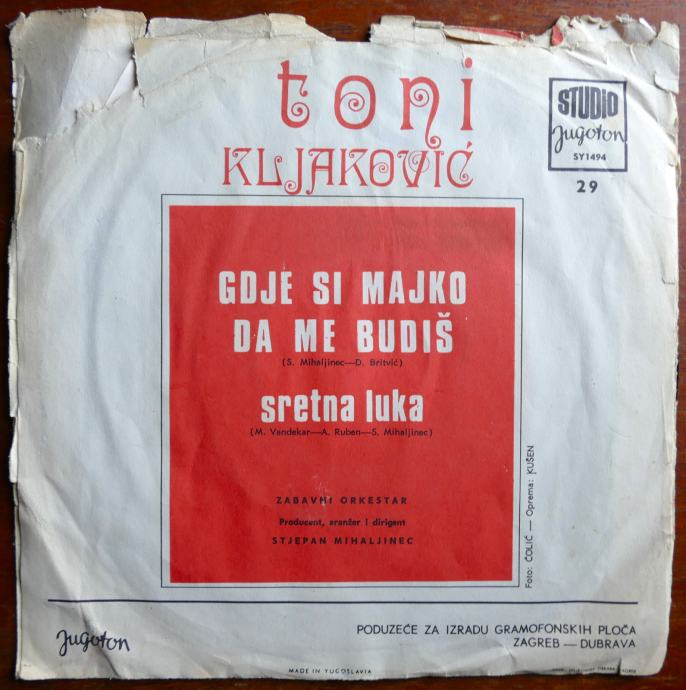 toni
KLJAKOVIĆ
STUDIO
Jugoton
SY1494
29
GDJE SI MAJKO
DA ME BUDIŠ
(S. Mihaljinec—D. Britvić)
sretna luka
(M. Vendekar—A. Ruben—S. Mihaljinec)
ZABAVNI ORKESTAR
Producent, aranžer i dirigent
STJEPAN MIHALJINEC
Foto: ČOLIĆ — Oprema: KUŠEN
Jugoton
PODUZEĆE ZA IZRADU GRAMOFONSKIH PLOČA
ZAGREB — DUBRAVA
MADE IN YUGOSLAVIA